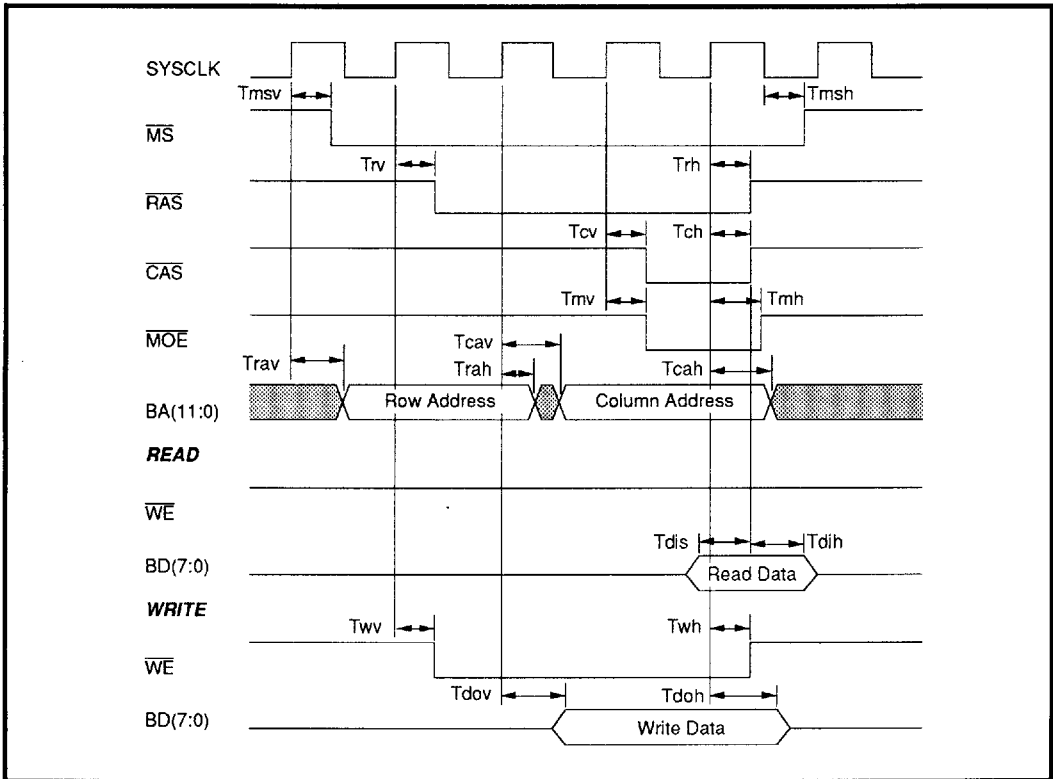 SYSCLK
Tmsv
Tmsh
MS
Trv
Trh
RAS
Tcv
Tch
CAS
Tmv
Tmh
MOE
Tcav
Trav
Trah
Tcah
BA(11:0)
Row Address
Column Address
READ
WE
Tdis
Tdih
BD(7:0)
Read Data
WRITE
Twv
Twh
WE
Tdov
Tdoh
BD(7:0)
Write Data